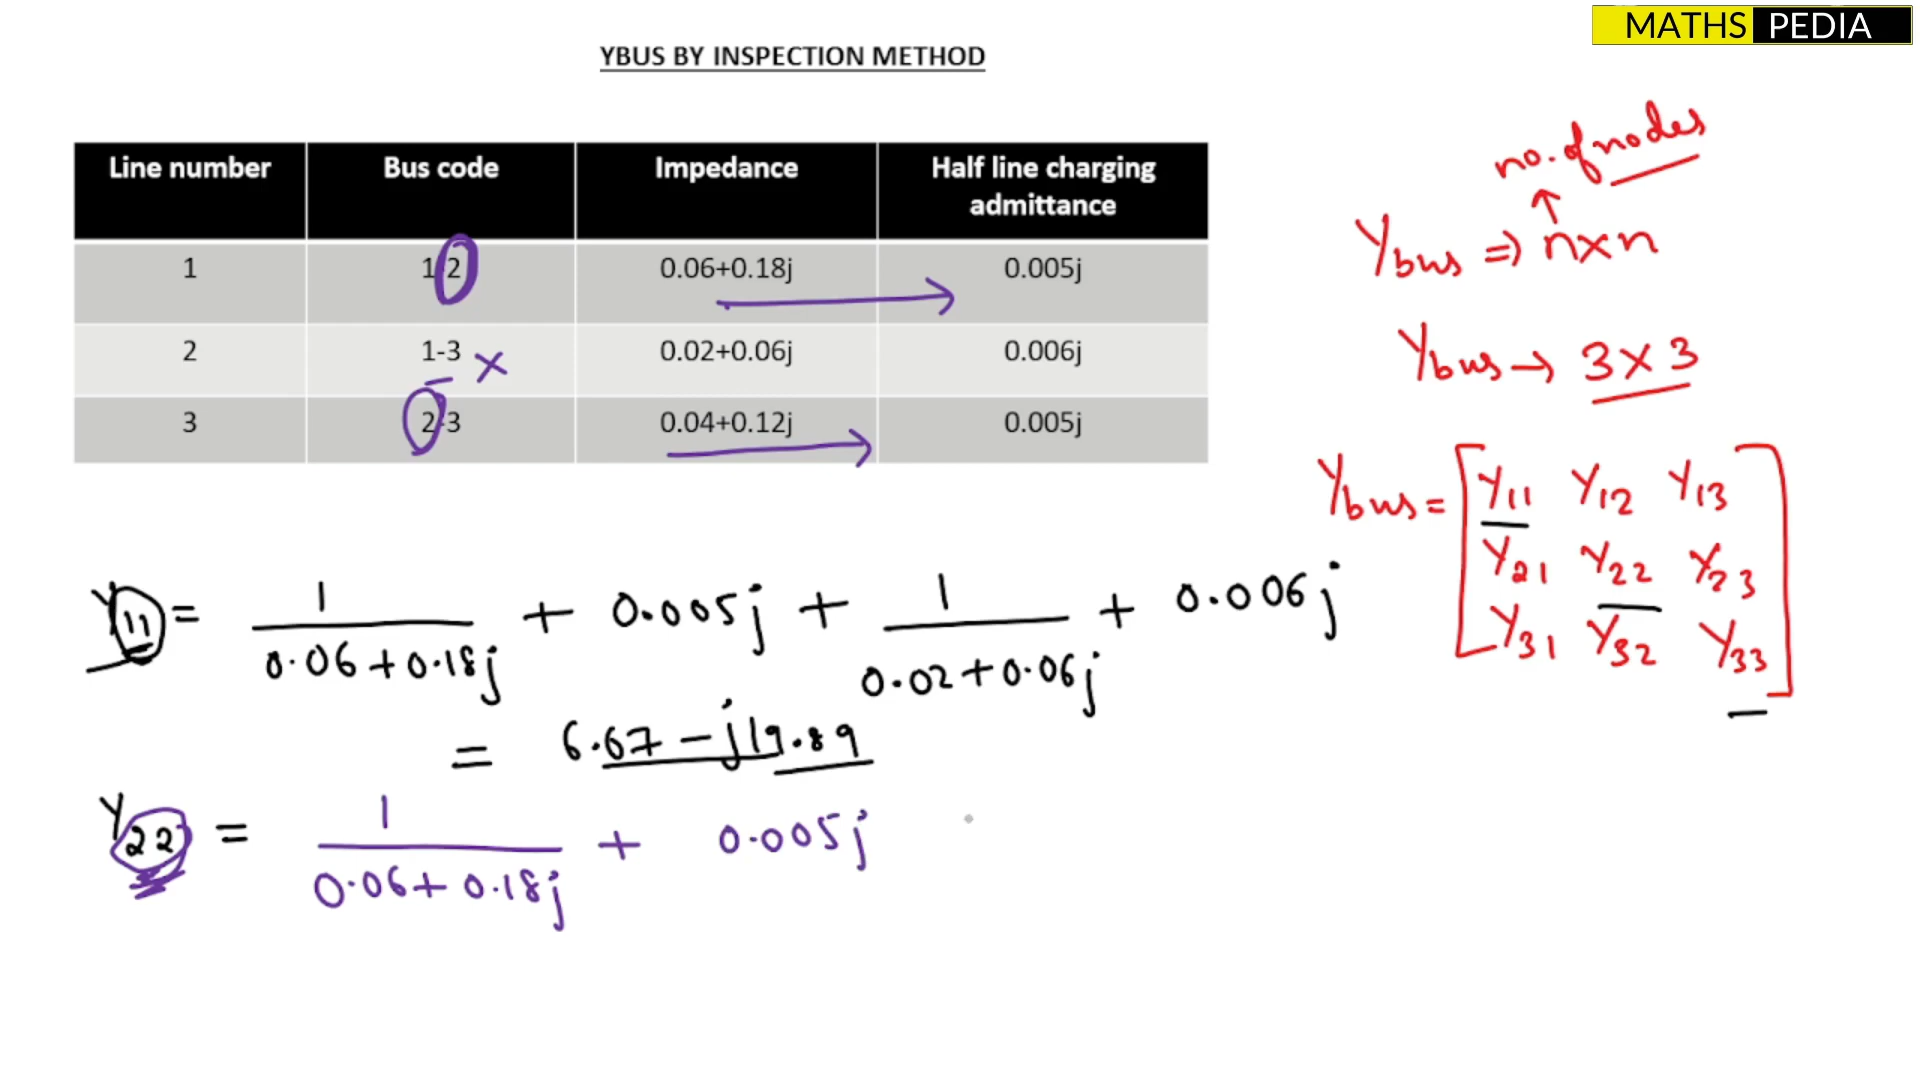 MATHS PEDIA
YBUS BY INSPECTION METHOD
Line number Bus code Impedance Half line charging admittance
1 1-2 0.06+0.18j 0.005j
2 1-3 0.02+0.06j 0.006j
3 2-3 0.04+0.12j 0.005j
no. of nodes
↑
Ybus => n×n
Ybus → 3×3
Ybus = [Y11 Y12 Y13
Y21 Y22 Y23
Y31 Y32 Y33]
Y11 = 1/(0.06+0.18j) + 0.005j + 1/(0.02+0.06j) + 0.006j
= 6.67 - j19.89
Y22 = 1/(0.06+0.18j) + 0.005j